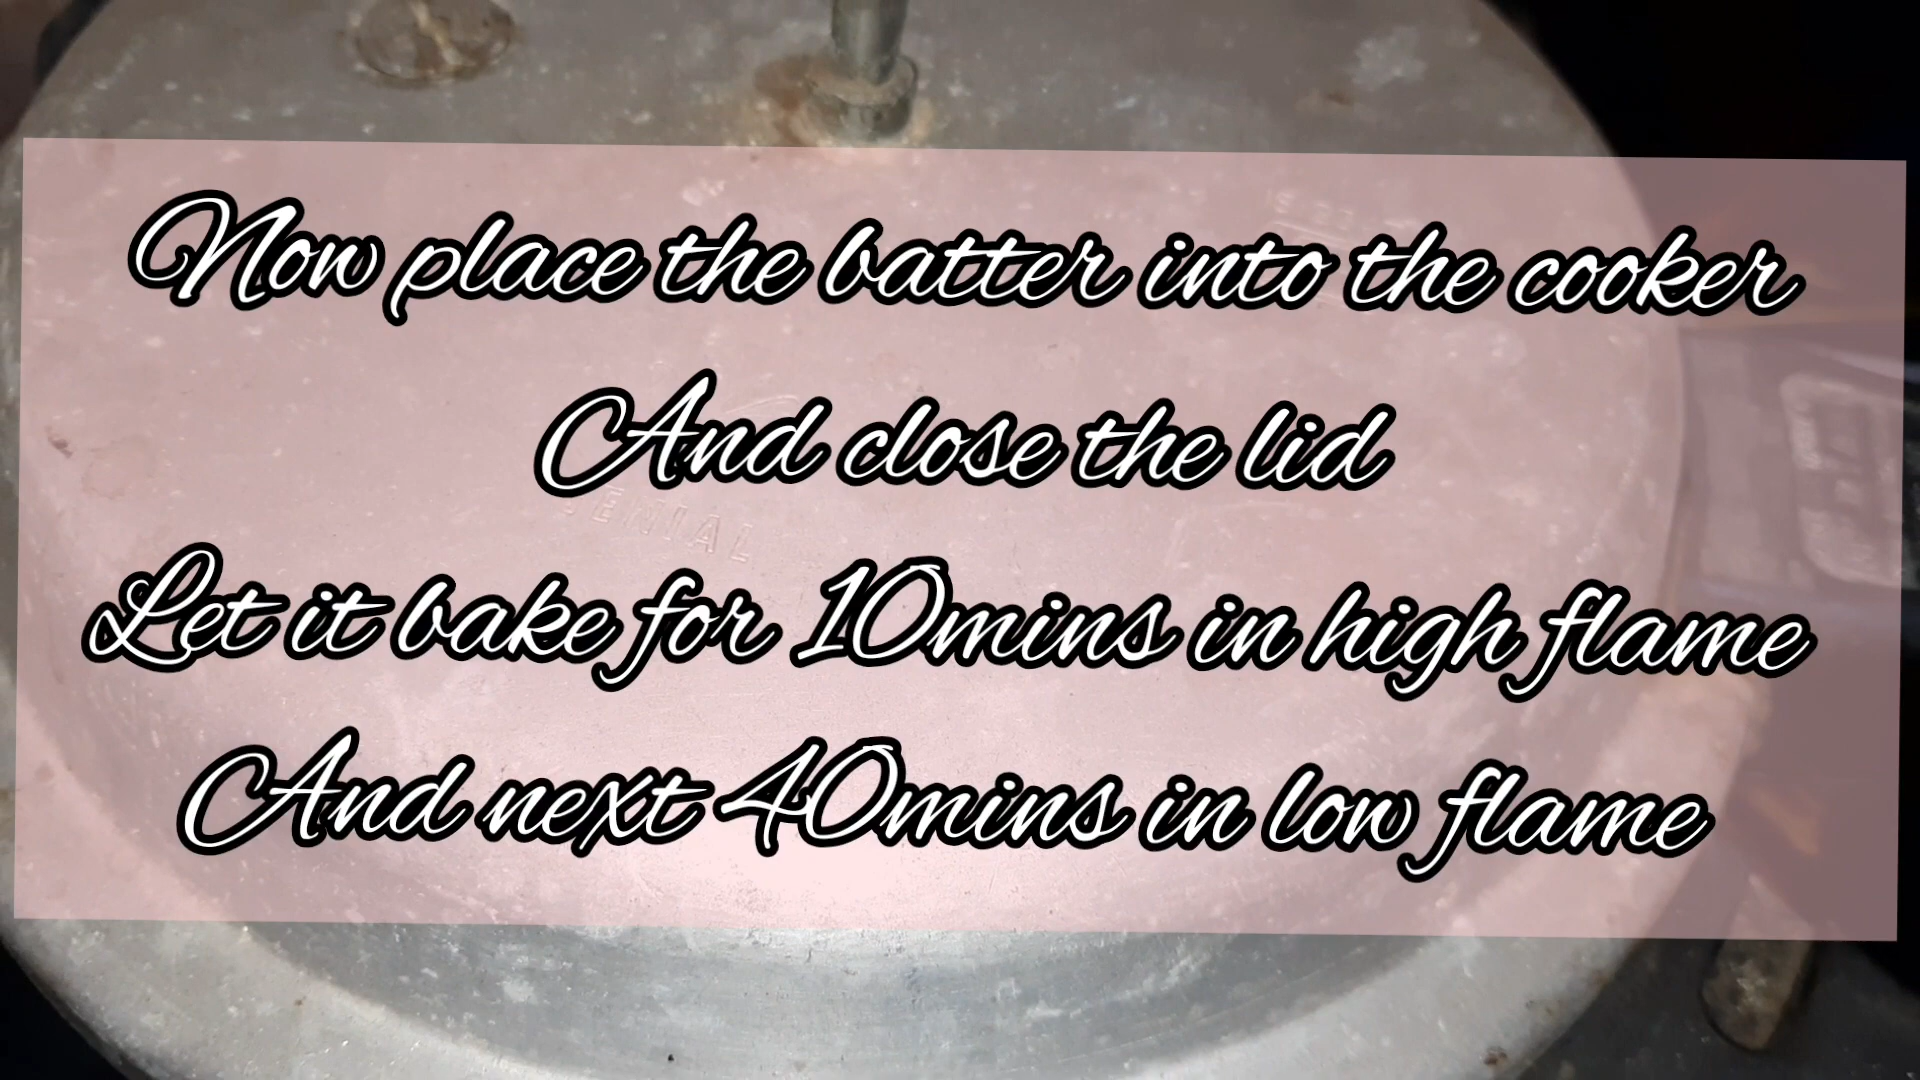 Now place the batter into the cooker
And close the lid
Let it bake for 10mins in high flame
And next 40mins in low flame